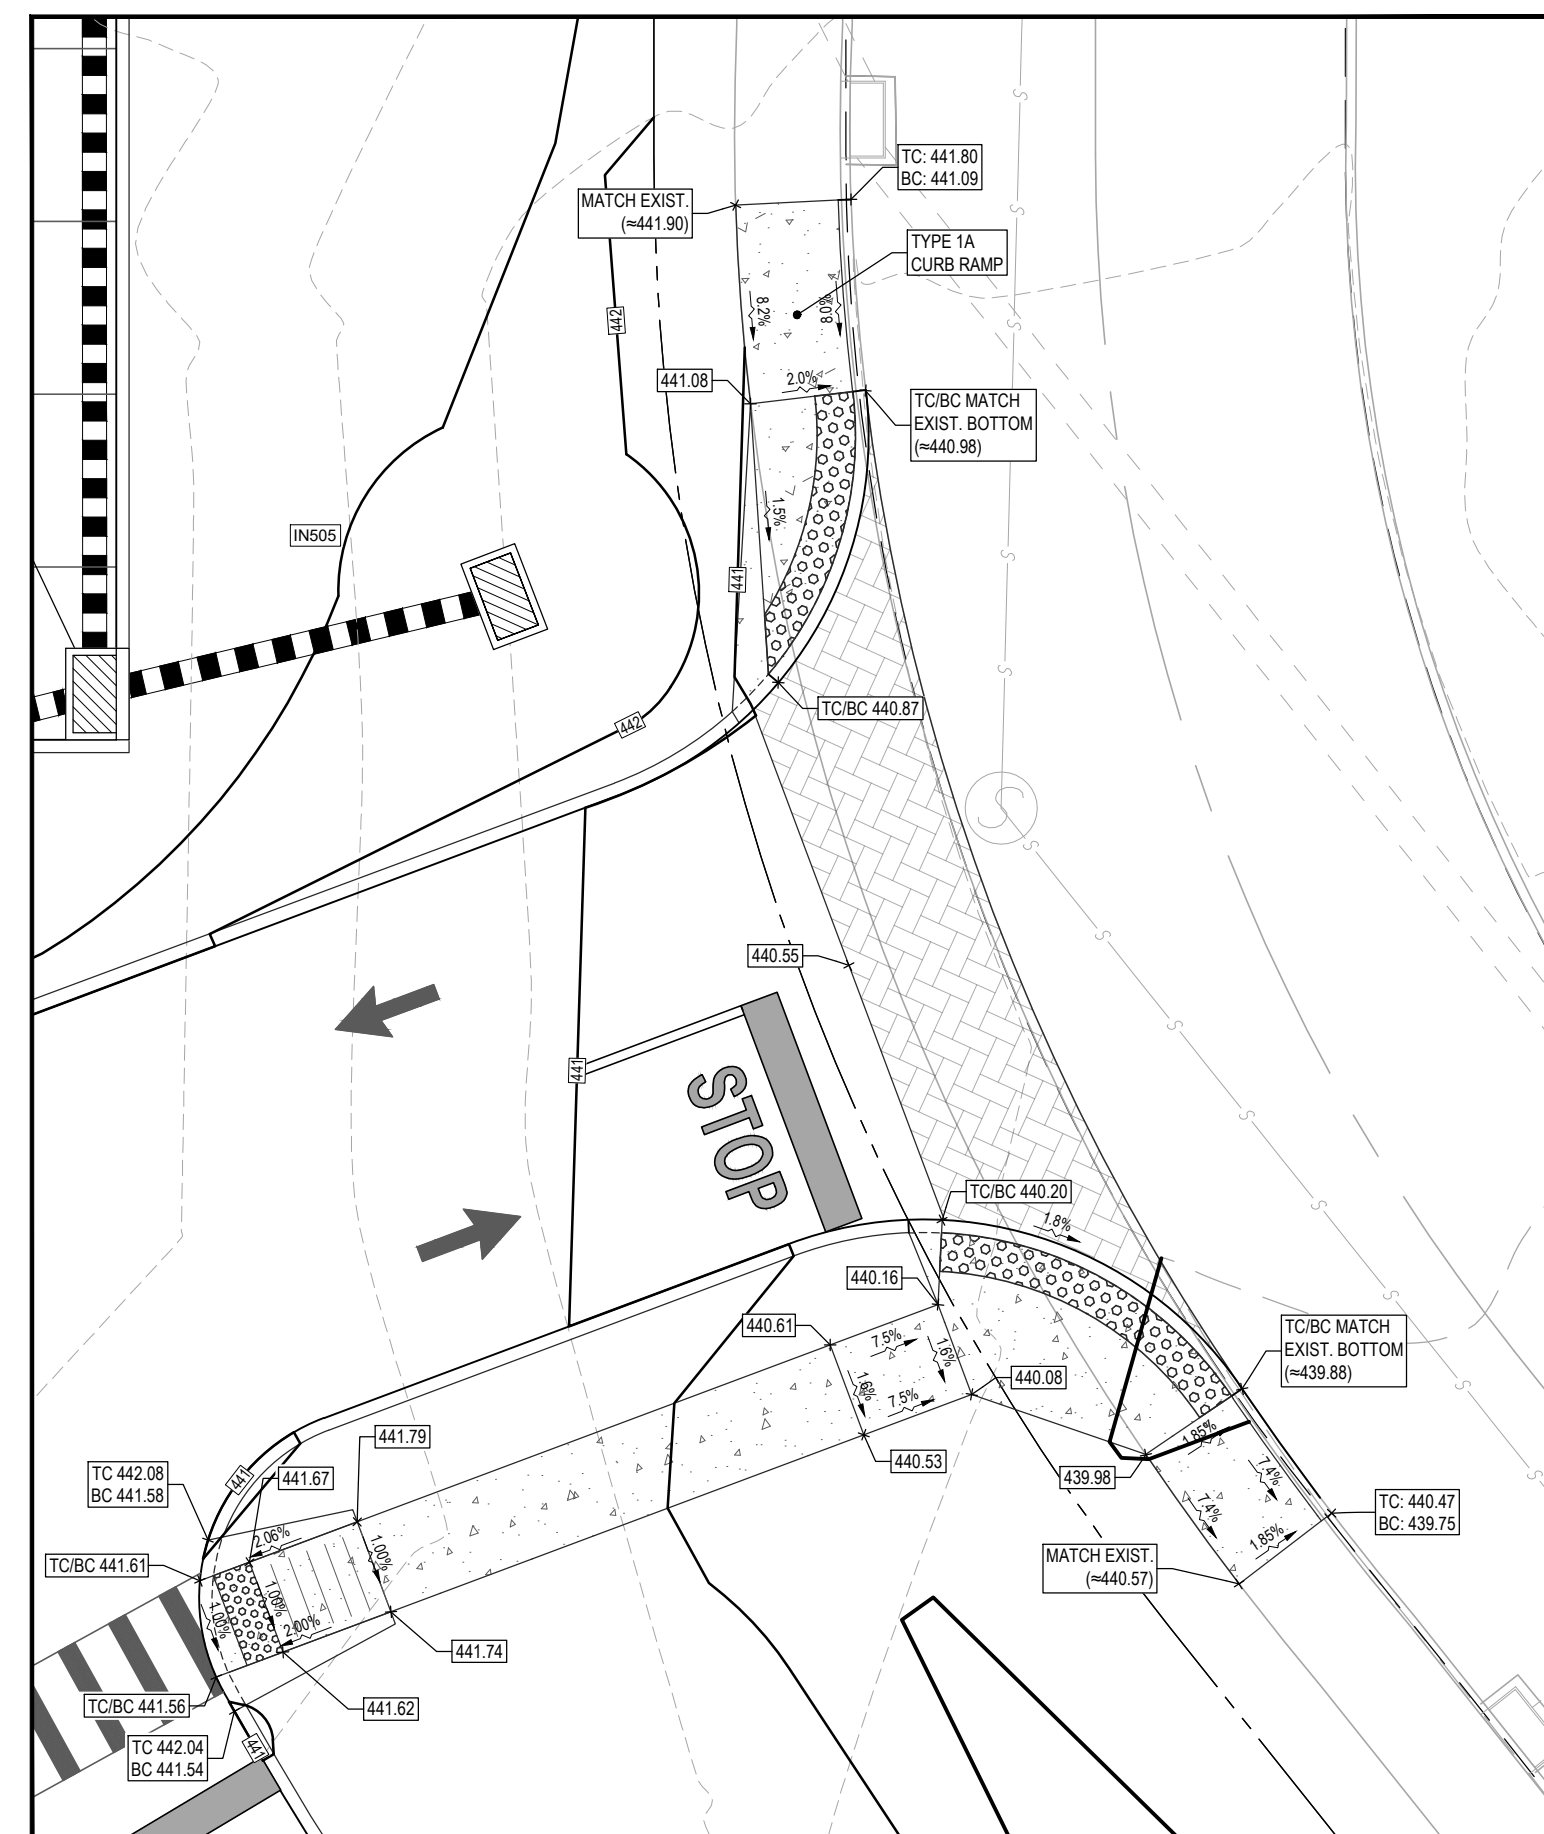 TC: 441.80
BC: 441.09
MATCH EXIST.
(≈441.90)
TYPE 1A
CURB RAMP
442
8.2%
8.0%
441.08
2.0%
TC/BC MATCH
EXIST. BOTTOM
(≈440.98)
1.5%
IN505
441
442
TC/BC 440.87
S
S
S
S
S
S
440.55
S
S
441
STOP
S
TC/BC 440.20
1.8%
S
S
440.16
440.61
7.5%
1.6%
TC/BC MATCH
EXIST. BOTTOM
(≈439.88)
440.08
1.6%
7.5%
S
441.79
1.85%
440.53
441
441.67
TC 442.08
BC 441.58
439.98
7.4%
S
7.4%
TC: 440.47
BC: 439.75
2.06%
1.00%
1.85%
TC/BC 441.61
MATCH EXIST.
(≈440.57)
1.00%
1.00%
2.00%
441.74
TC/BC 441.56
441.62
TC 442.04
BC 441.54
441